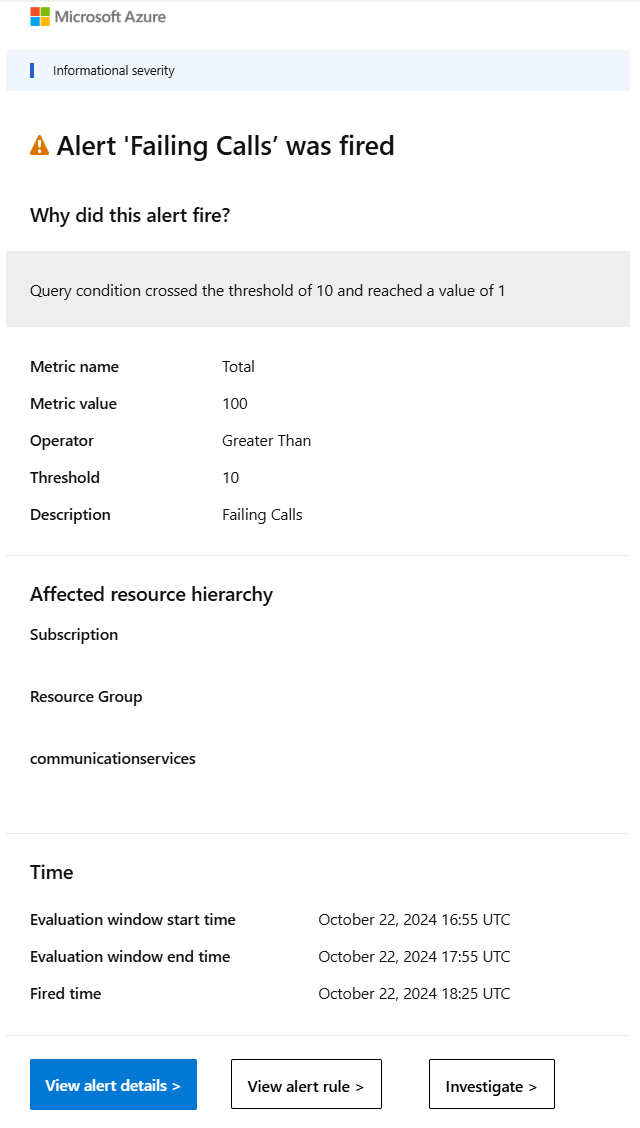 Microsoft Azure
Informational severity
Alert 'Failing Calls’ was fired
Why did this alert fire?
Query condition crossed the threshold of 10 and reached a value of 1
Metric name Total
Metric value 100
Operator Greater Than
Threshold 10
Description Failing Calls
Affected resource hierarchy
Subscription
Resource Group
communicationservices
Time
Evaluation window start time October 22, 2024 16:55 UTC
Evaluation window end time October 22, 2024 17:55 UTC
Fired time October 22, 2024 18:25 UTC
View alert details > View alert rule > Investigate >